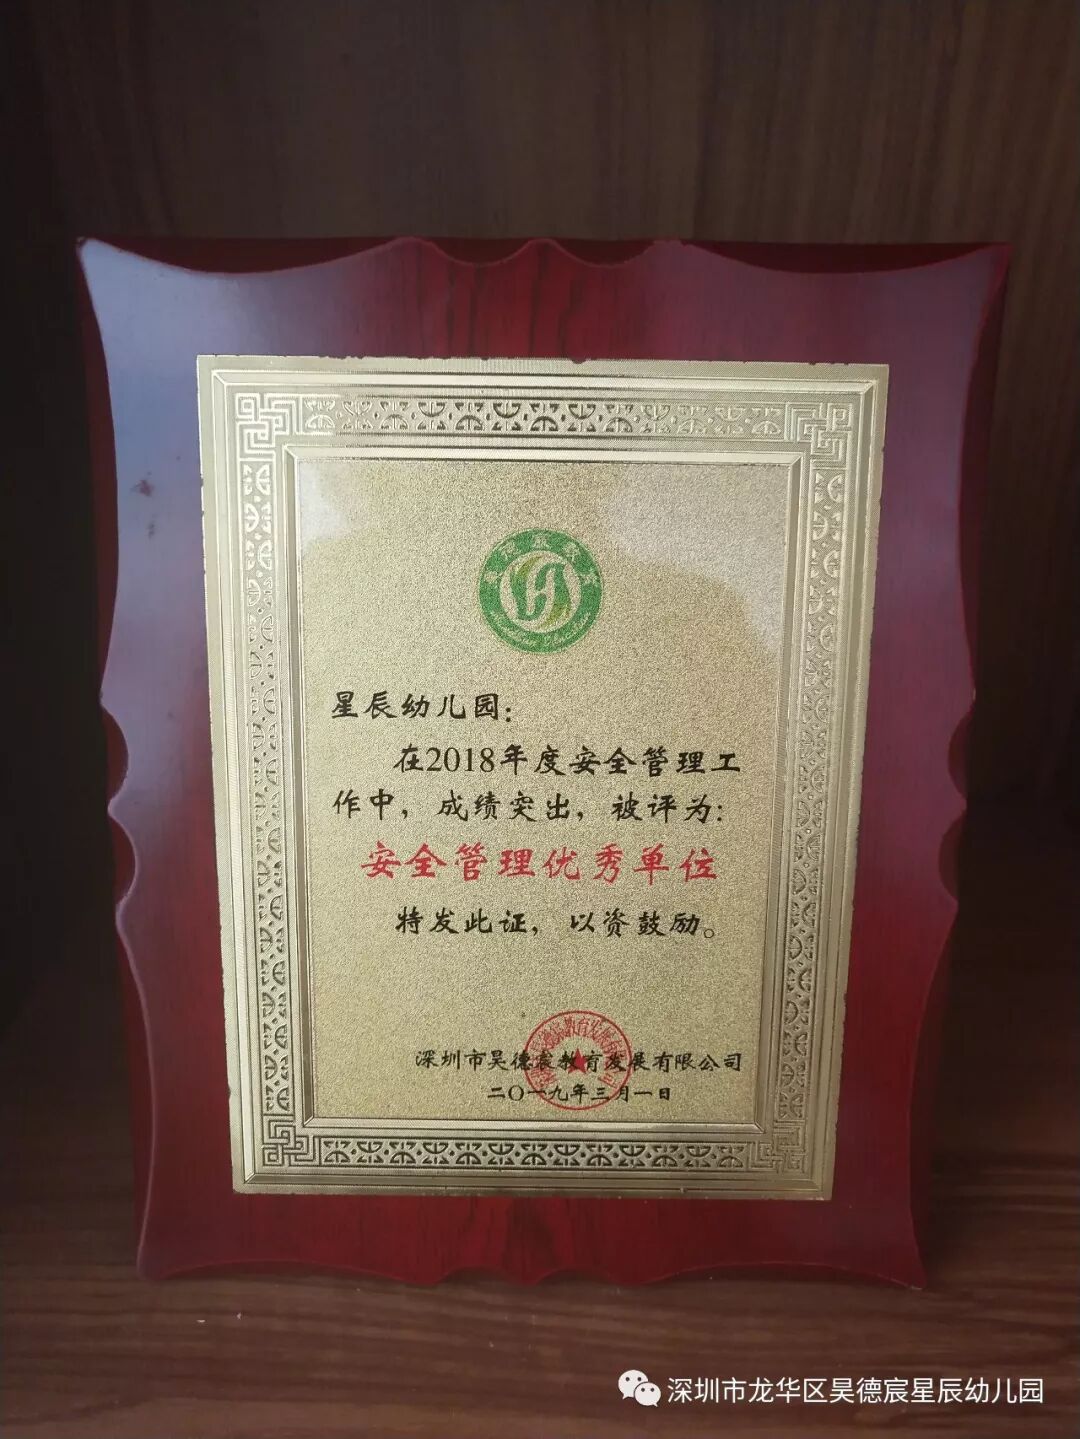 星辰幼儿园：
在2018年度安全管理工
作中，成绩突出，被评为：
安全管理优秀单位
特发此证，以资鼓励。
深圳市昊德宸教育发展有限公司
二〇一九年三月一日
深圳市龙华区昊德宸星辰幼儿园